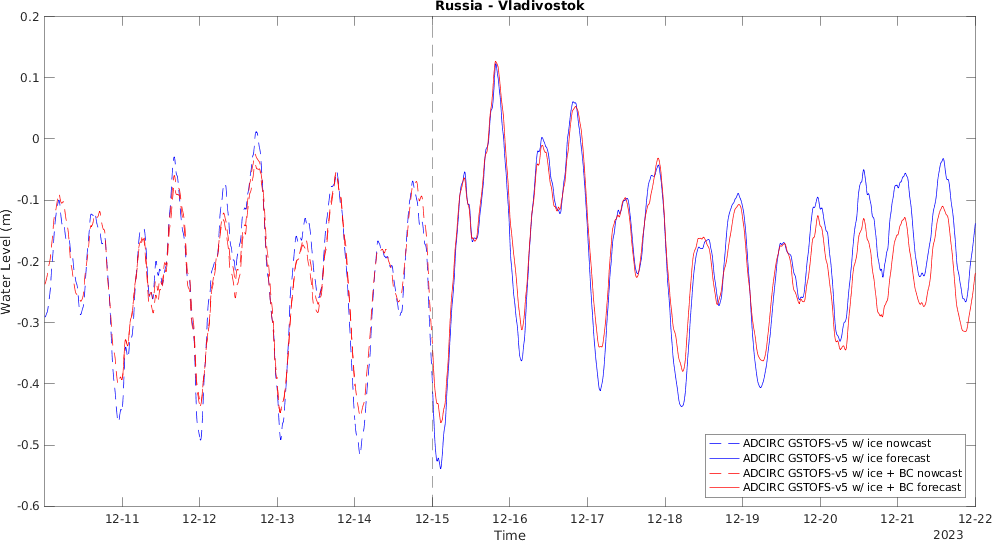 Russia - Vladivostok
0.2
0.1
0
-0.1
-0.2
-0.3
-0.4
-0.5
-0.6
Water Level (m)
ADCIRC GSTOFS-v5 w/ ice nowcast
ADCIRC GSTOFS-v5 w/ ice forecast
ADCIRC GSTOFS-v5 w/ ice + BC nowcast
ADCIRC GSTOFS-v5 w/ ice + BC forecast
12-11 12-12 12-13 12-14 12-15 12-16 12-17 12-18 12-19 12-20 12-21 12-22
Time
2023